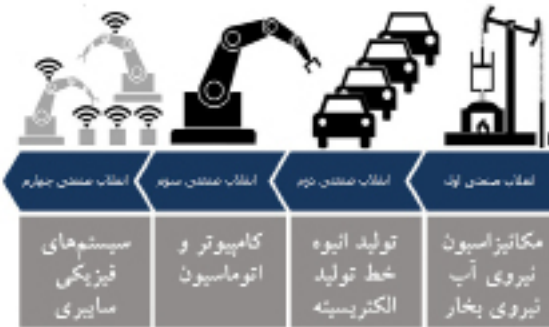 انقلاب صنعتی اول
انقلاب صنعتی دوم
انقلاب صنعتی سوم
انقلاب صنعتی چهارم
مکانیزاسیون
نیروی آب
نیروی بخار
تولید انبوه
خط تولید
الکتریسیته
کامپیوتر و
اتوماسیون
سیستم‌های
فیزیکی
سایبری